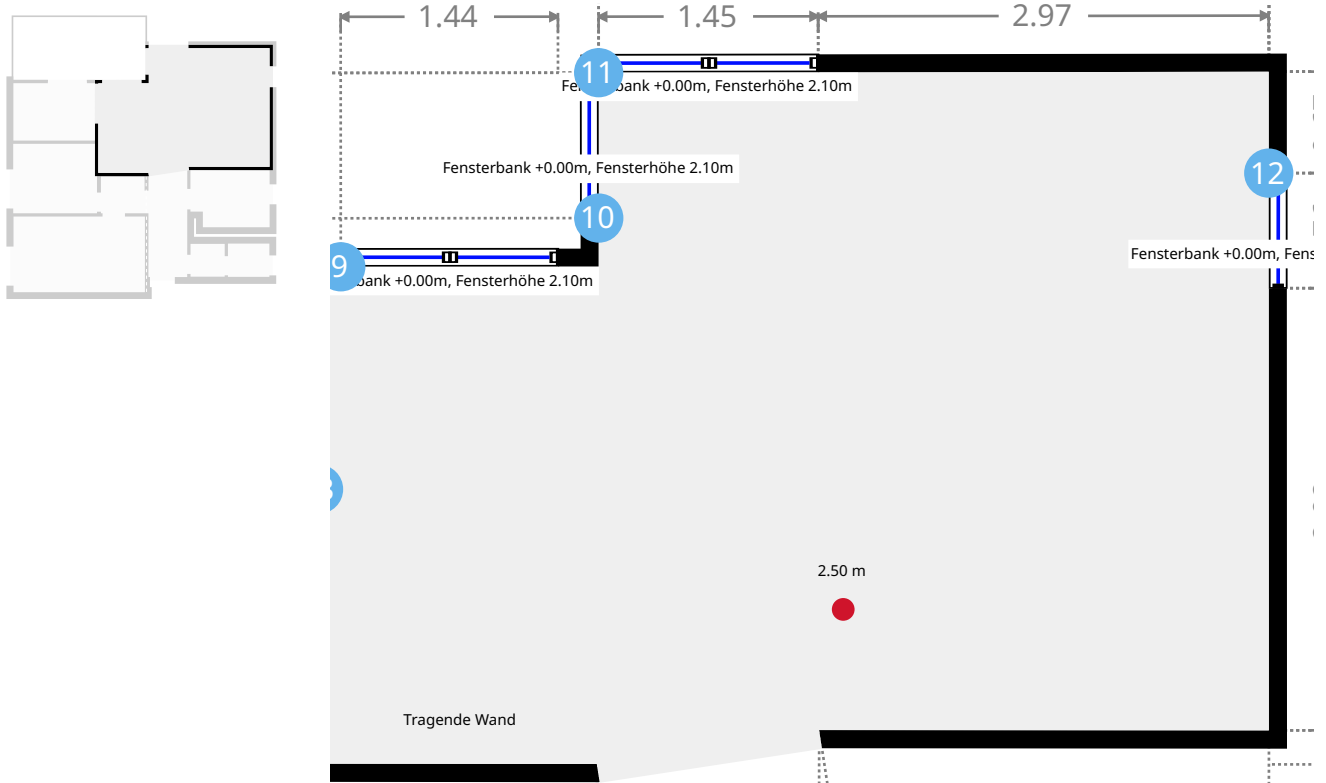 1.44
1.45
2.97
11
bank +0.00m, Fensterhöhe 2.10m
Fensterbank +0.00m, Fensterhöhe 2.10m
12
10
Fensterbank +0.00m,
9
bank +0.00m, Fensterhöhe 2.10m
2.50 m
Tragende Wand